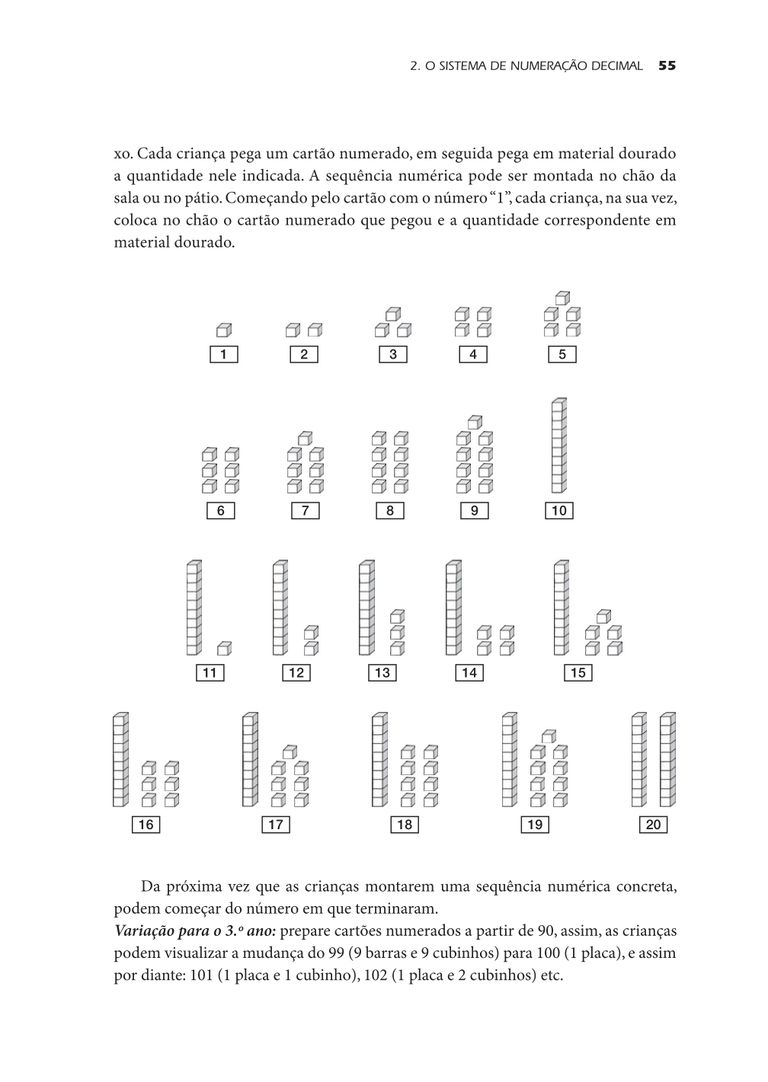 2. O SISTEMA DE NUMERAÇÃO DECIMAL 55
xo. Cada criança pega um cartão numerado, em seguida pega em material dourado
a quantidade nele indicada. A sequência numérica pode ser montada no chão da
sala ou no pátio. Começando pelo cartão com o número “1”, cada criança, na sua vez,
coloca no chão o cartão numerado que pegou e a quantidade correspondente em
material dourado.
1 2 3 4 5
6 7 8 9 10
11 12 13 14 15
16 17 18 19 20
Da próxima vez que as crianças montarem uma sequência numérica concreta,
podem começar do número em que terminaram.
Variação para o 3.º ano: prepare cartões numerados a partir de 90, assim, as crianças
podem visualizar a mudança do 99 (9 barras e 9 cubinhos) para 100 (1 placa), e assim
por diante: 101 (1 placa e 1 cubinho), 102 (1 placa e 2 cubinhos) etc.